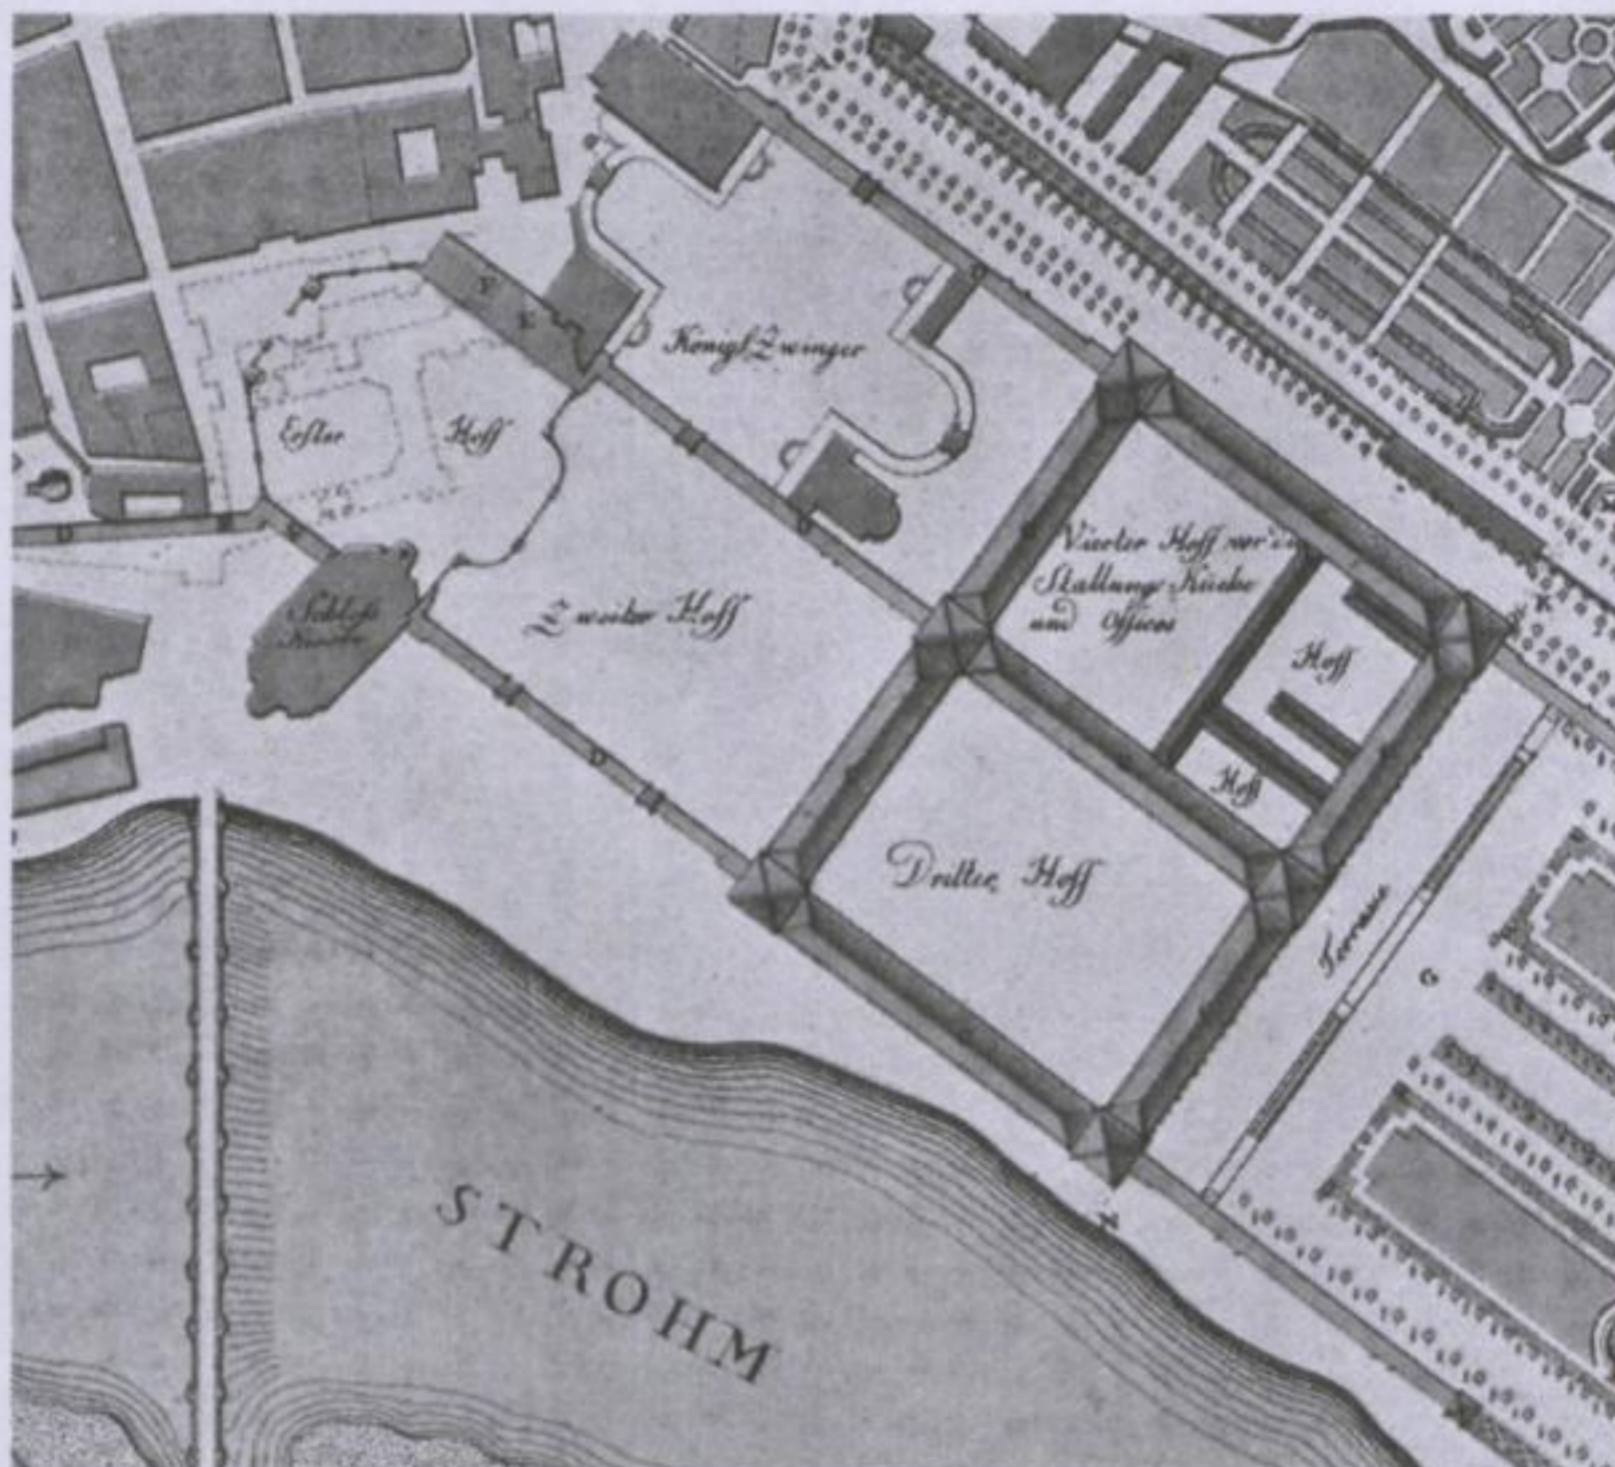 Königl. Zwinger
Erster Hoff
Schloß
Kirche
Zweiter Hoff
Vierter Hoff vor die
Stallung Küche
und Offices
Hoff
Hoff
Dritter Hoff
Terrasse
G
D
D
D
F
E
STROHM